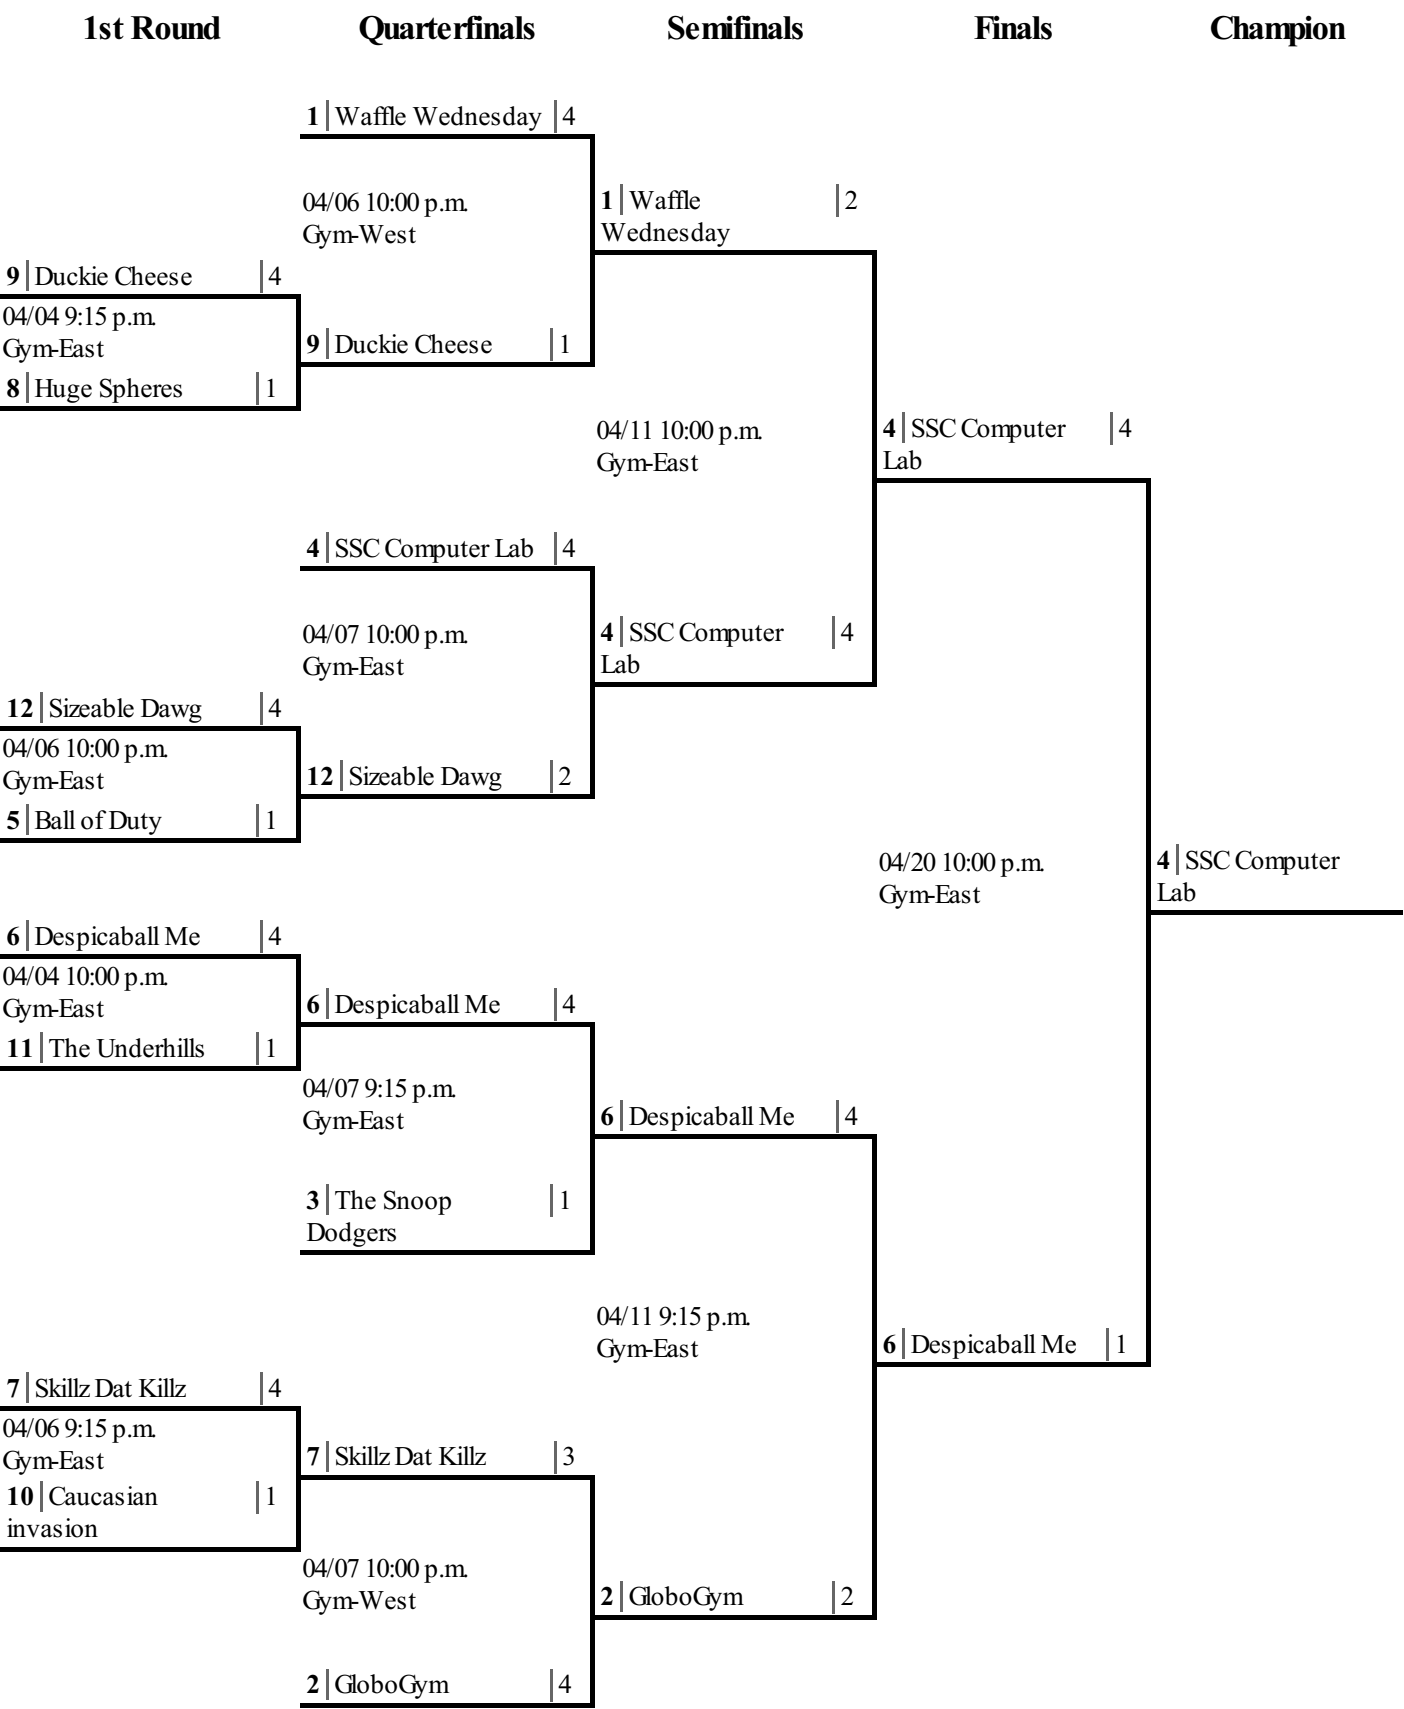 1st Round
Quarterfinals
Semifinals
Finals
Champion
1 Waffle Wednesday 4
04/06 10:00 p.m.
Gym-West
1 Waffle 2
Wednesday
9 Duckie Cheese 4
04/04 9:15 p.m.
Gym-East
9 Duckie Cheese 1
8 Huge Spheres 1
04/11 10:00 p.m.
Gym-East
4 SSC Computer 4
Lab
4 SSC Computer Lab 4
04/07 10:00 p.m.
Gym-East
4 SSC Computer 4
Lab
12 Sizeable Dawg 4
04/06 10:00 p.m.
Gym-East
12 Sizeable Dawg 2
5 Ball of Duty 1
04/20 10:00 p.m.
Gym-East
4 SSC Computer
Lab
6 Despicaball Me 4
04/04 10:00 p.m.
Gym-East
6 Despicaball Me 4
11 The Underhills 1
04/07 9:15 p.m.
Gym-East
6 Despicaball Me 4
3 The Snoop 1
Dodgers
04/11 9:15 p.m.
Gym-East
6 Despicaball Me 1
7 Skillz Dat Killz 4
04/06 9:15 p.m.
Gym-East
7 Skillz Dat Killz 3
10 Caucasian 1
invasion
04/07 10:00 p.m.
Gym-West
2 GloboGym 2
2 GloboGym 4